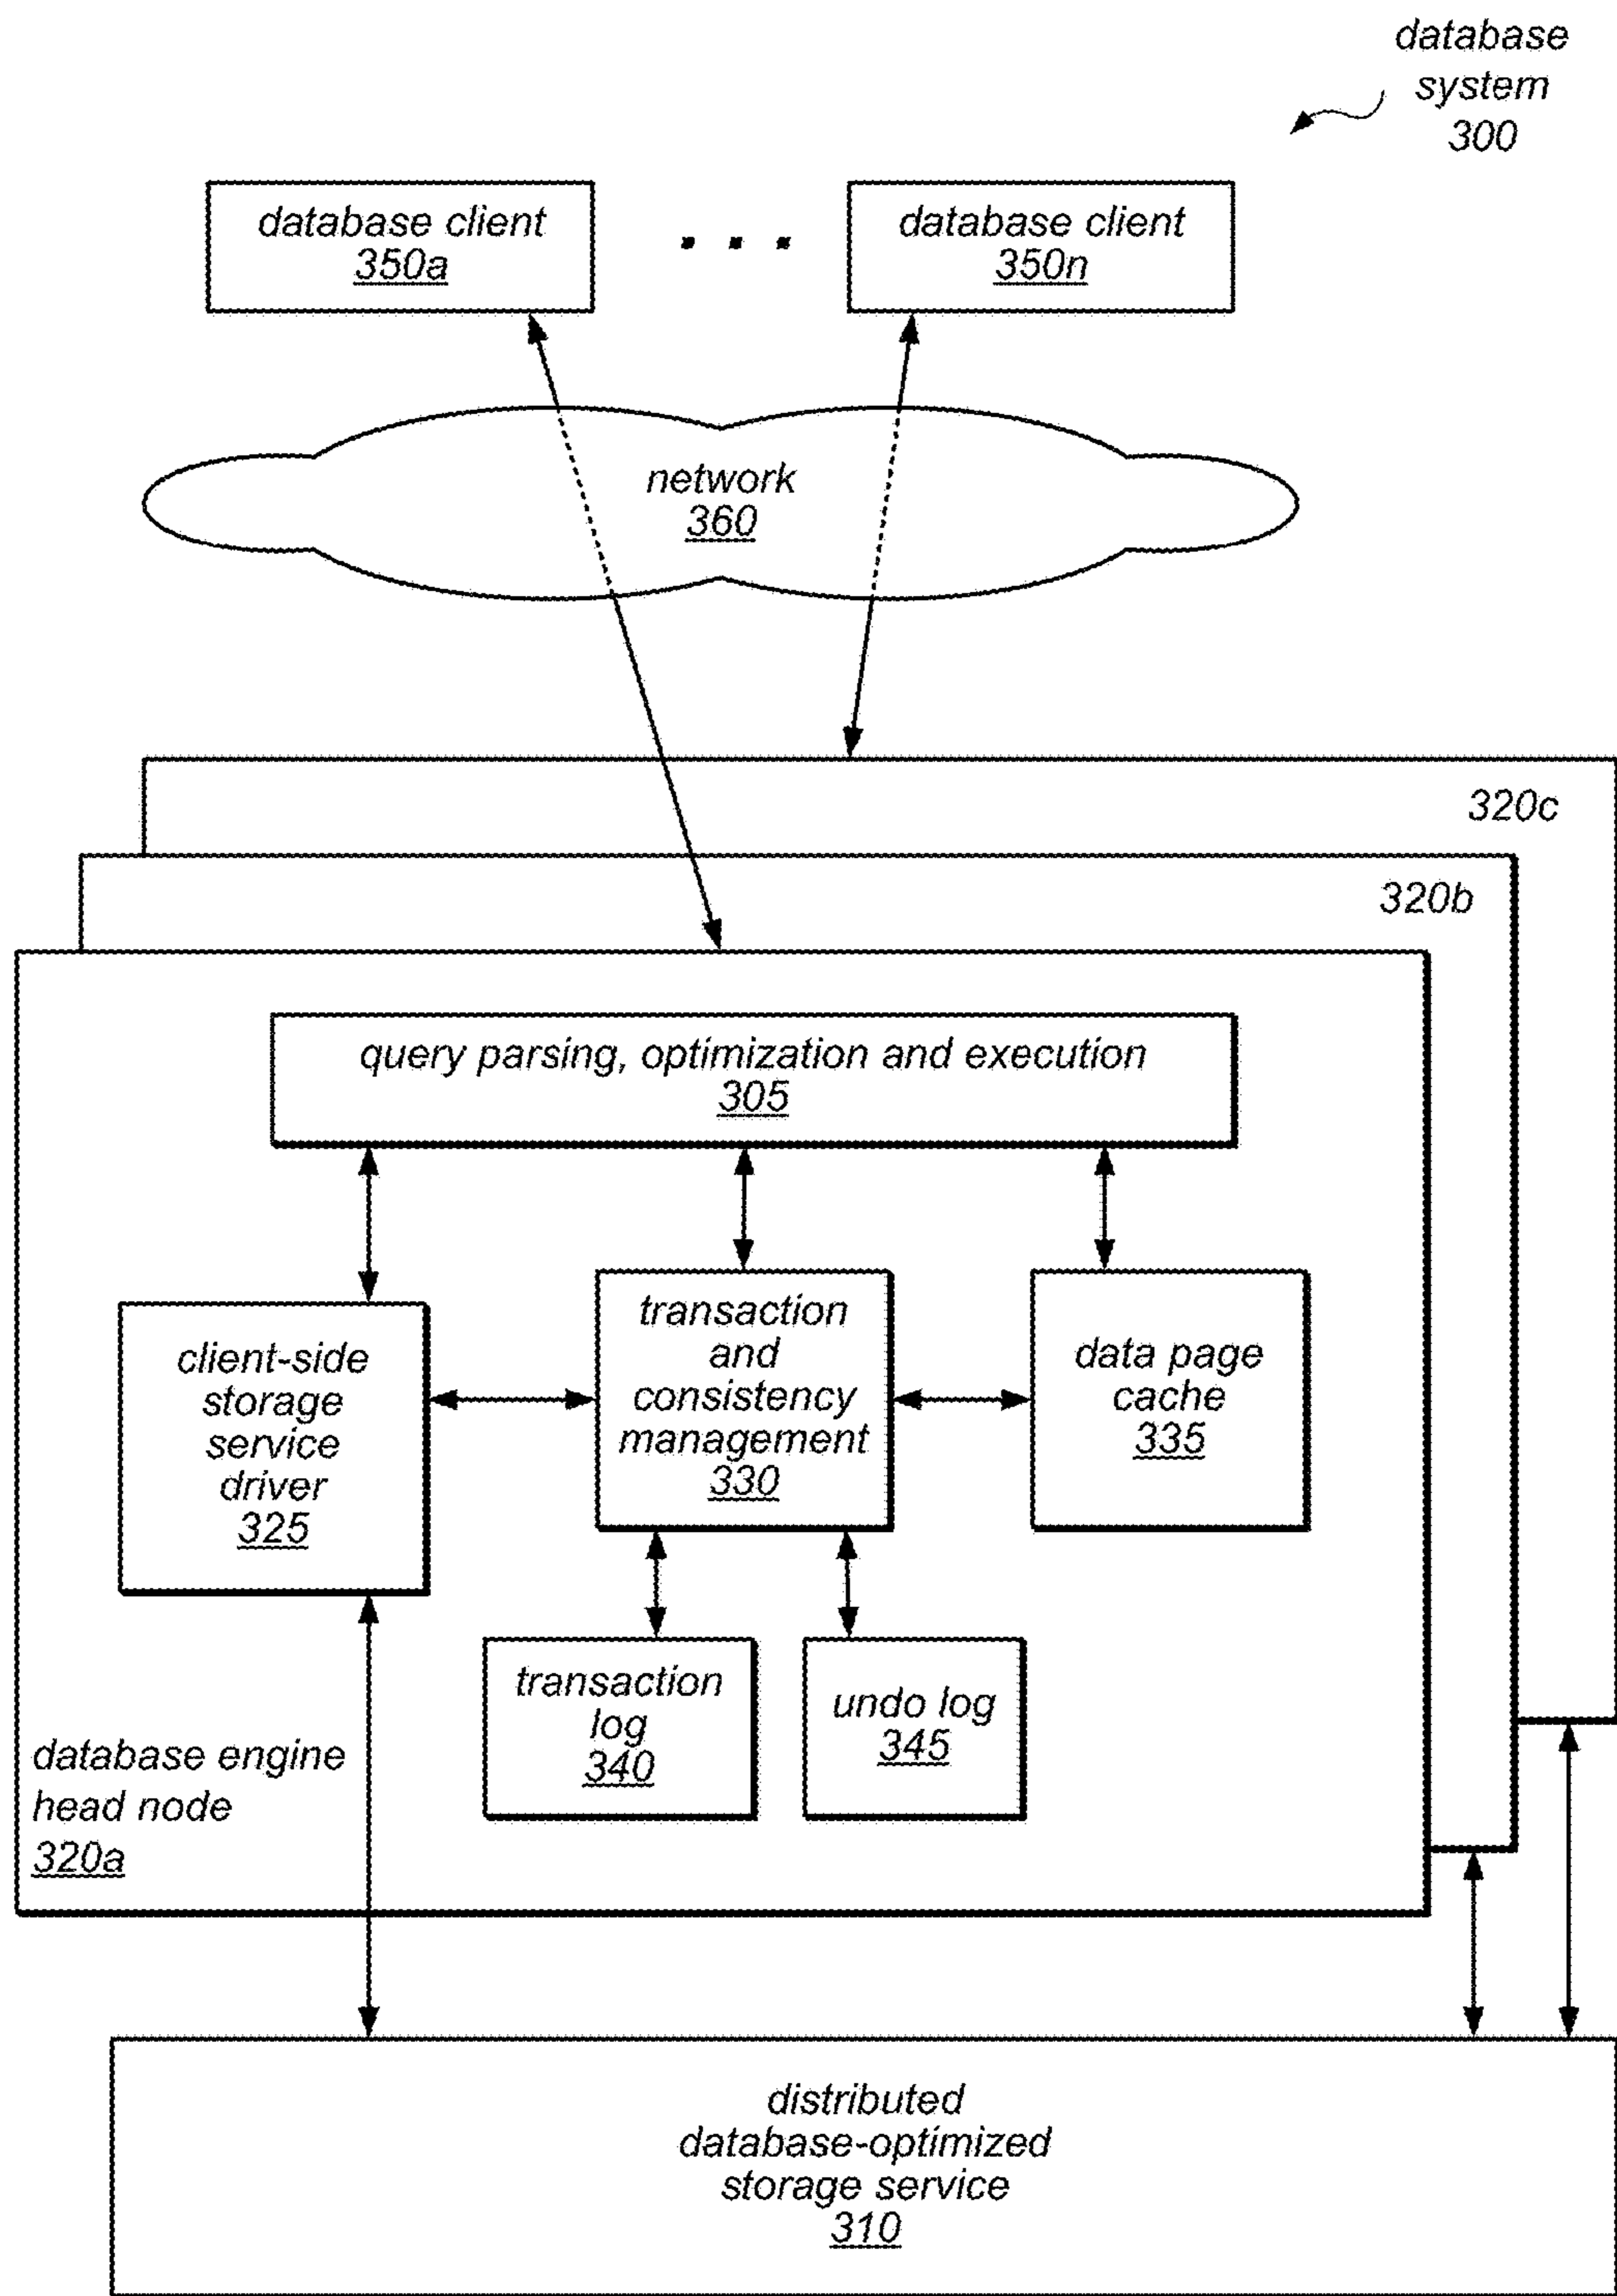 database
system
300
database client
350a
. . .
database client
350n
network
360
320c
320b
query parsing, optimization and execution
305
client-side
storage
service
driver
325
transaction
and
consistency
management
330
data page
cache
335
transaction
log
340
undo log
345
database engine
head node
320a
distributed
database-optimized
storage service
310